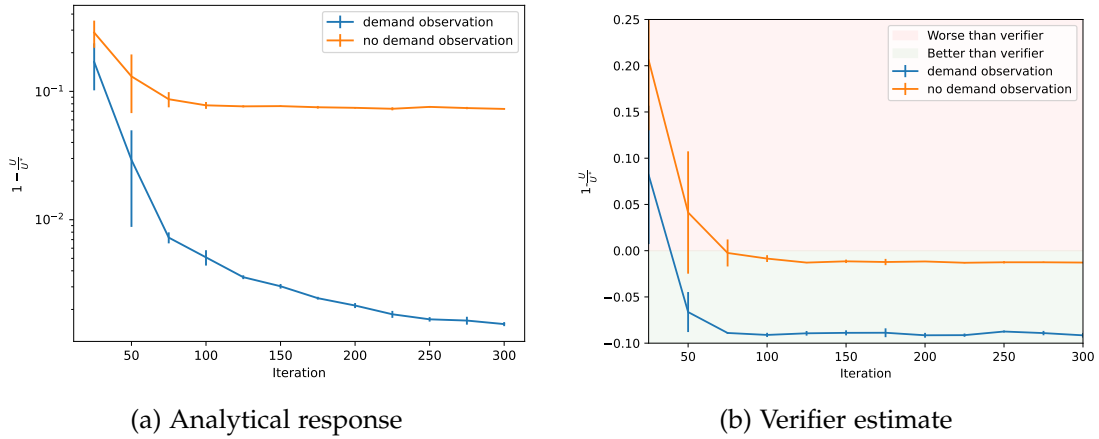 demand observation
no demand observation
10⁻¹
10⁻²
1 − U/U*
50 100 150 200 250 300
Iteration
(a) Analytical response
0.25
0.20
0.15
0.10
0.05
0.00
−0.05
−0.10
Worse than verifier
Better than verifier
demand observation
no demand observation
50 100 150 200 250 300
Iteration
(b) Verifier estimate